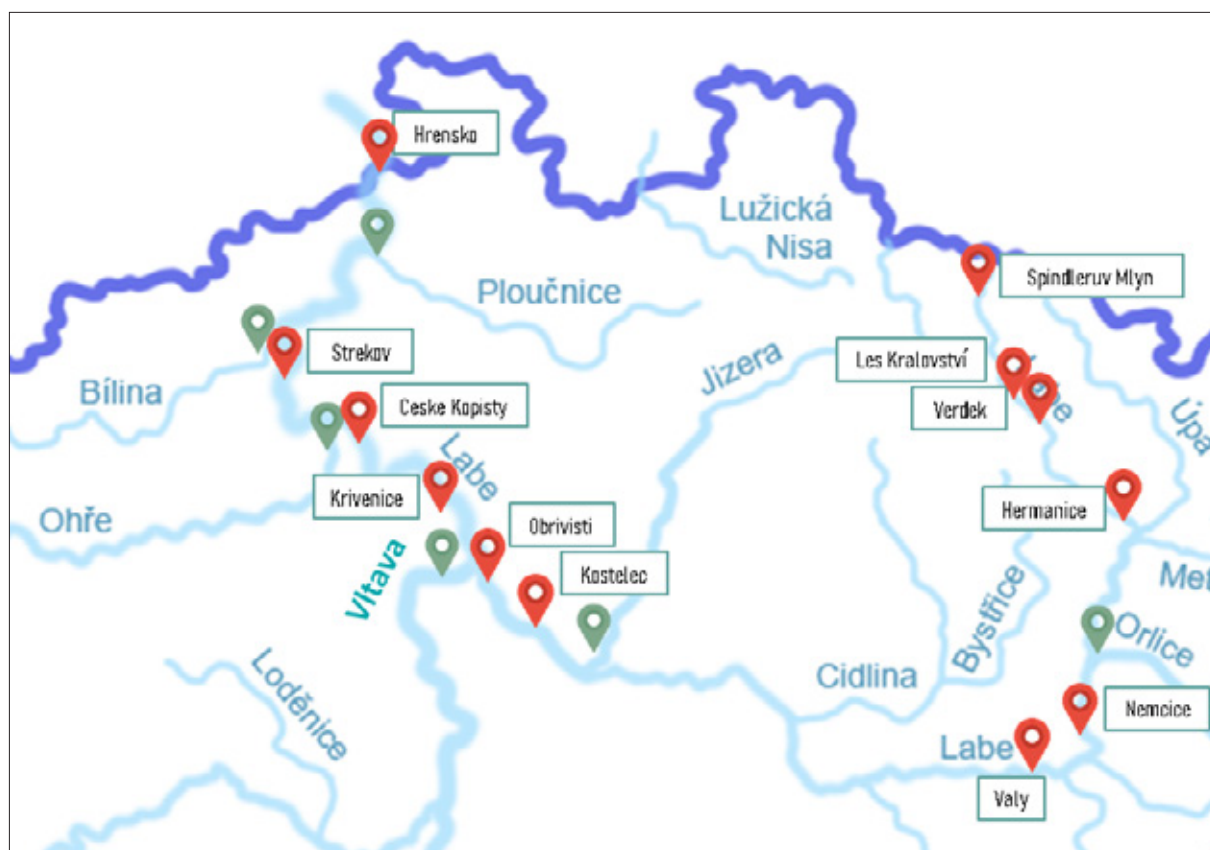 Hrensko
Lužická
Nisa
Spindleruv Mlyn
Ploučnice
Strekov
Les Kralovství
Jizera
Bílina
Ceske Kopisty
Verdek
Labe
Úpa
Krivenice
Labe
Hermanice
Ohře
Obrivisti
Kostelec
Vltava
Met
Bystřice
Orlice
Loděnice
Cidlina
Nemcice
Labe
Valy